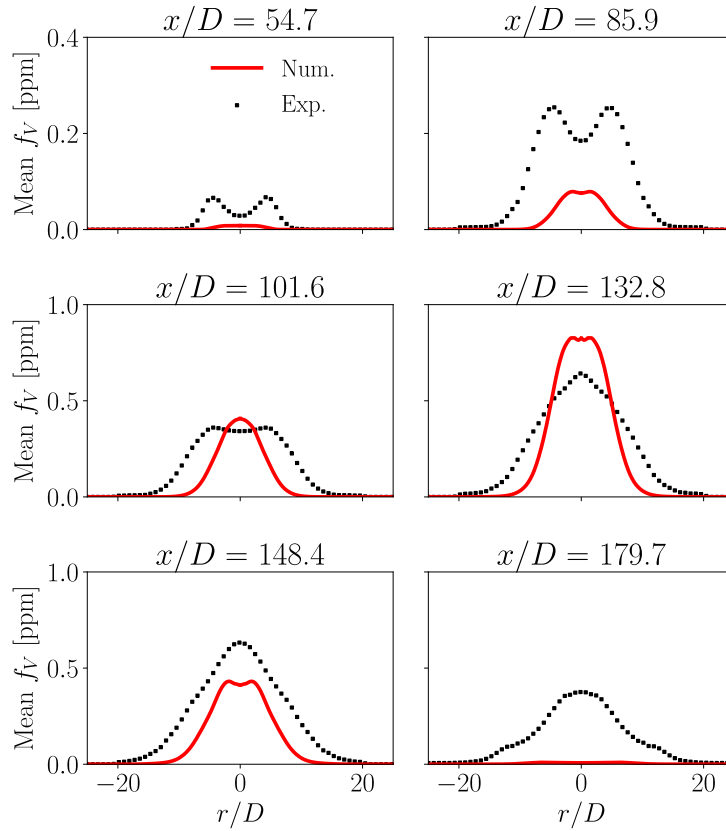 x/D = 54.7
x/D = 85.9
Mean f_V [ppm]
0.4
0.2
0.0
Num.
Exp.
x/D = 101.6
x/D = 132.8
Mean f_V [ppm]
1.0
0.5
0.0
x/D = 148.4
x/D = 179.7
Mean f_V [ppm]
1.0
0.5
0.0
−20 0 20
−20 0 20
r/D
r/D